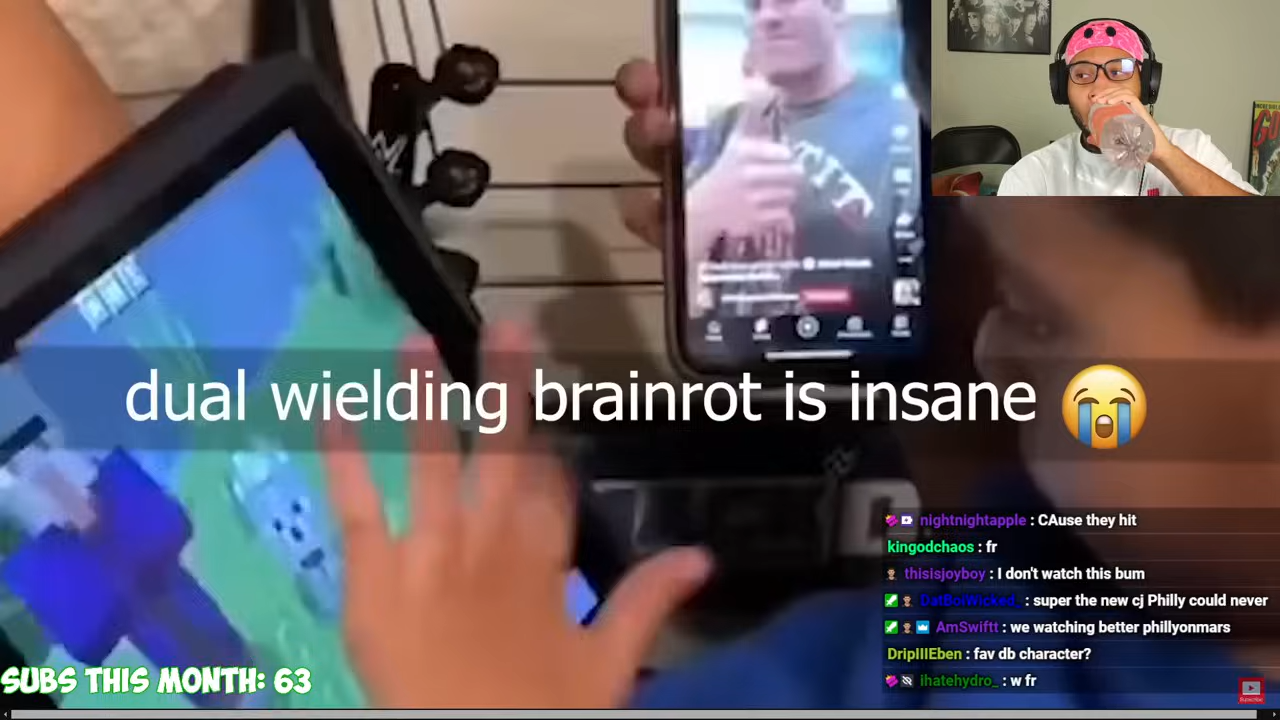 dual wielding brainrot is insane 😭
nightnightapple : CAuse they hit
kingodchaos : fr
thisisjoyboy : I don't watch this bum
DatBoiWicked_ : super the new cj Philly could never
AmSwiftt : we watching better phillyonmars
DripIIIEben : fav db character?
ihatehydro_ : w fr
SUBS THIS MONTH: 63